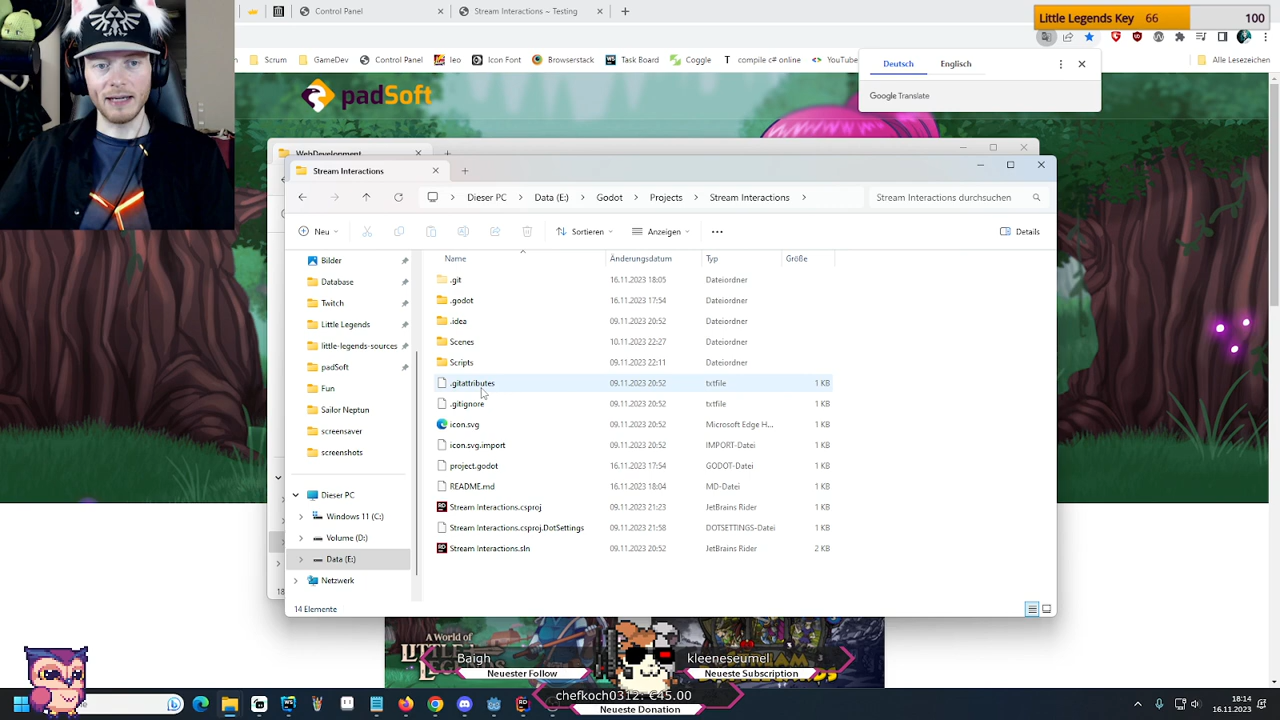 Control Panel
Stream Interactions ~ Testing
Little Legends Key 66 100
Scrum
GameDev
Control Panel
leo
Icon Font
Browserstack
Task Board
Coggle
compile c# online
YouTube
Alle Lesezeichen
Deutsch
Englisch
Google Translate
padSoft
WebDevelopment
Stream Interactions
Dieser PC
Data (E:)
Godot
Projects
Stream Interactions
Stream Interactions durchsuchen
Neu
Sortieren
Anzeigen
Details
Name Änderungsdatum Typ Größe
Bilder
Database
Twitch
Little Legends
little-legends-sources
padSoft
Fun
Sailor Neptun
screensaver
screenshots
Dieser PC
Windows 11 (C:)
Volume (D:)
Data (E:)
Netzwerk
.git 16.11.2023 18:05 Dateiordner
.godot 16.11.2023 17:54 Dateiordner
.idea 09.11.2023 20:52 Dateiordner
Scenes 10.11.2023 22:27 Dateiordner
Scripts 09.11.2023 22:11 Dateiordner
.gitattributes 09.11.2023 20:52 txtfile 1 KB
.gitignore 09.11.2023 20:52 txtfile 1 KB
icon.svg 09.11.2023 20:52 Microsoft Edge H... 1 KB
icon.svg.import 09.11.2023 20:52 IMPORT-Datei 1 KB
project.godot 16.11.2023 17:54 GODOT-Datei 1 KB
README.md 16.11.2023 18:04 MD-Datei 1 KB
Stream Interactions.csproj 09.11.2023 21:23 JetBrains Rider 1 KB
Stream Interactions.csproj.DotSettings 09.11.2023 21:58 DOTSETTINGS-Datei 1 KB
Stream Interactions.sln 09.11.2023 20:52 JetBrains Rider 2 KB
14 Elemente
A World of
Baigh
Neuester Follow
kleeneseumel
Neueste Subscription
chefkoch0312: €45.00
Neueste Donation
18:14
16.11.2023